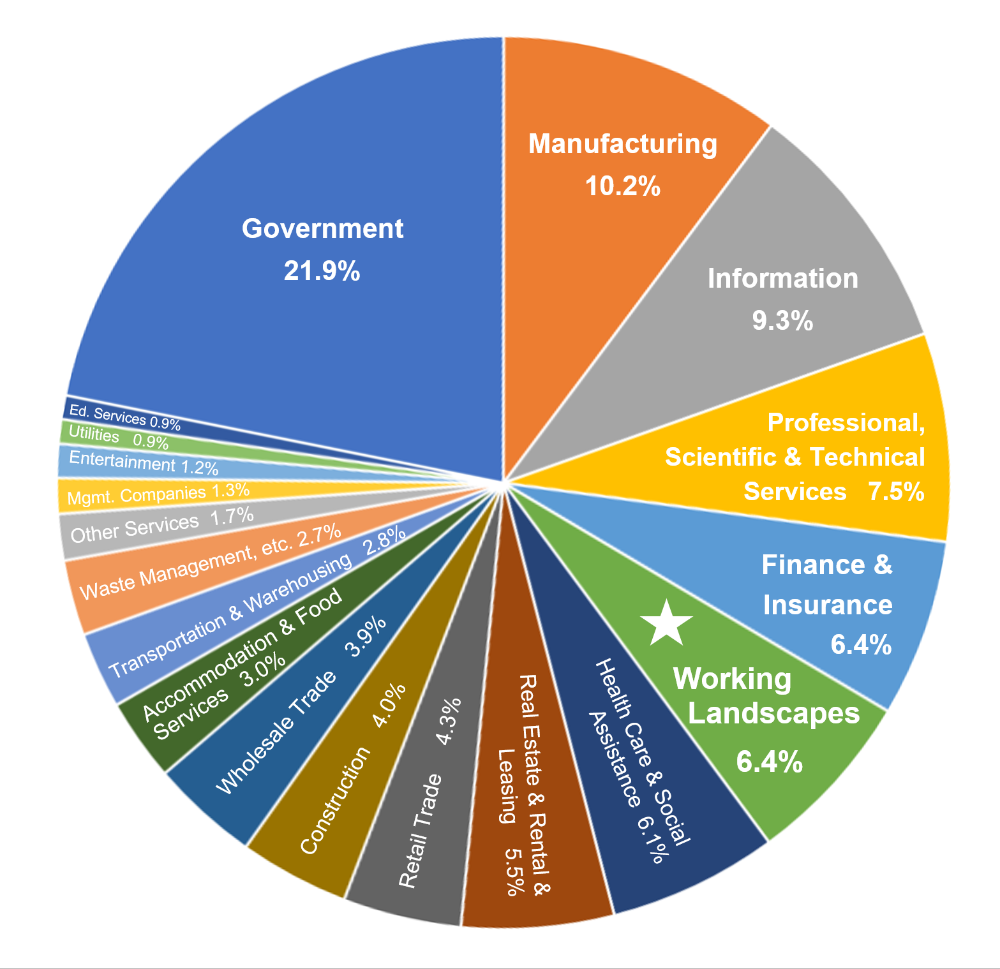 Manufacturing
10.2%
Information
9.3%
Professional,
Scientific & Technical
Services 7.5%
Finance &
Insurance
6.4%
Working
Landscapes
6.4%
Health Care & Social
Assistance 6.1%
Real Estate & Rental &
Leasing 5.5%
Retail Trade 4.3%
Construction 4.0%
Wholesale Trade 3.9%
Accommodation & Food
Services 3.0%
Transportation & Warehousing 2.8%
Waste Management, etc. 2.7%
Other Services 1.7%
Mgmt. Companies 1.3%
Entertainment 1.2%
Utilities 0.9%
Ed. Services 0.9%
Government
21.9%